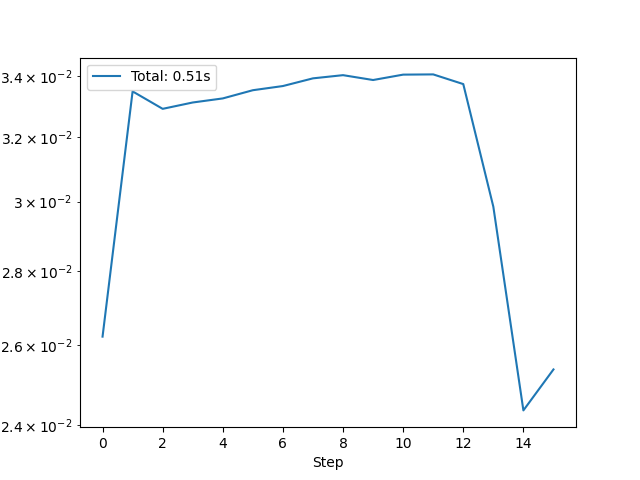 Total: 0.51s
3.4 × 10⁻²
3.2 × 10⁻²
3 × 10⁻²
2.8 × 10⁻²
2.6 × 10⁻²
2.4 × 10⁻²
0 2 4 6 8 10 12 14
Step